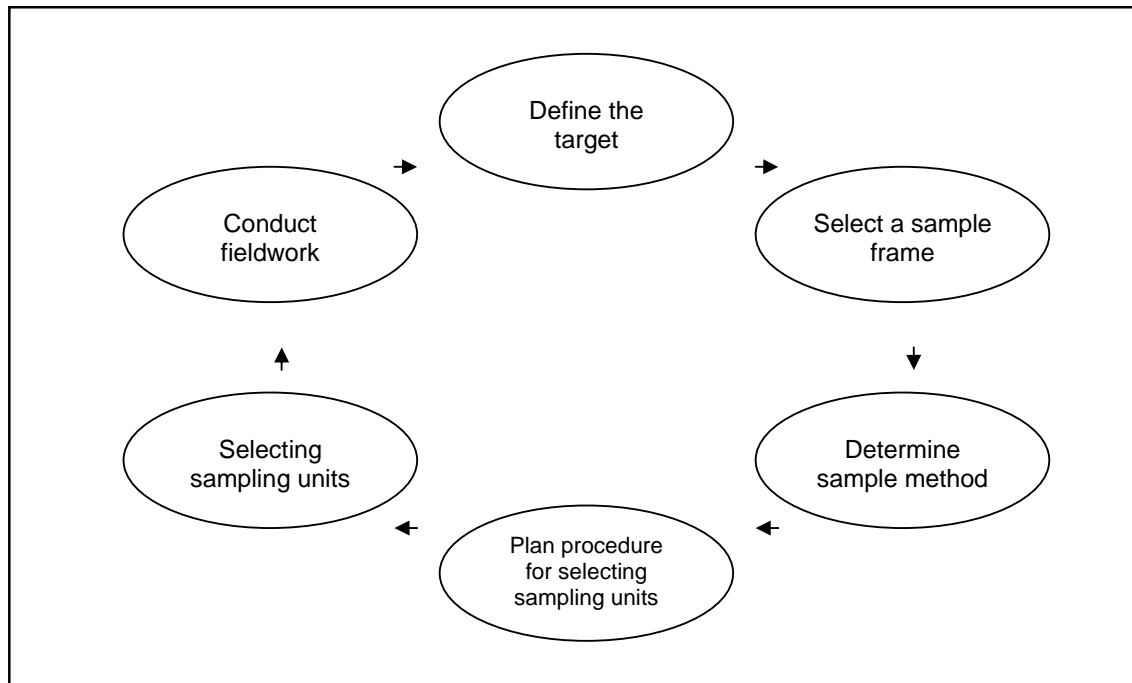 Define the
target
Select a sample
frame
Determine
sample method
Plan procedure
for selecting
sampling units
Selecting
sampling units
Conduct
fieldwork